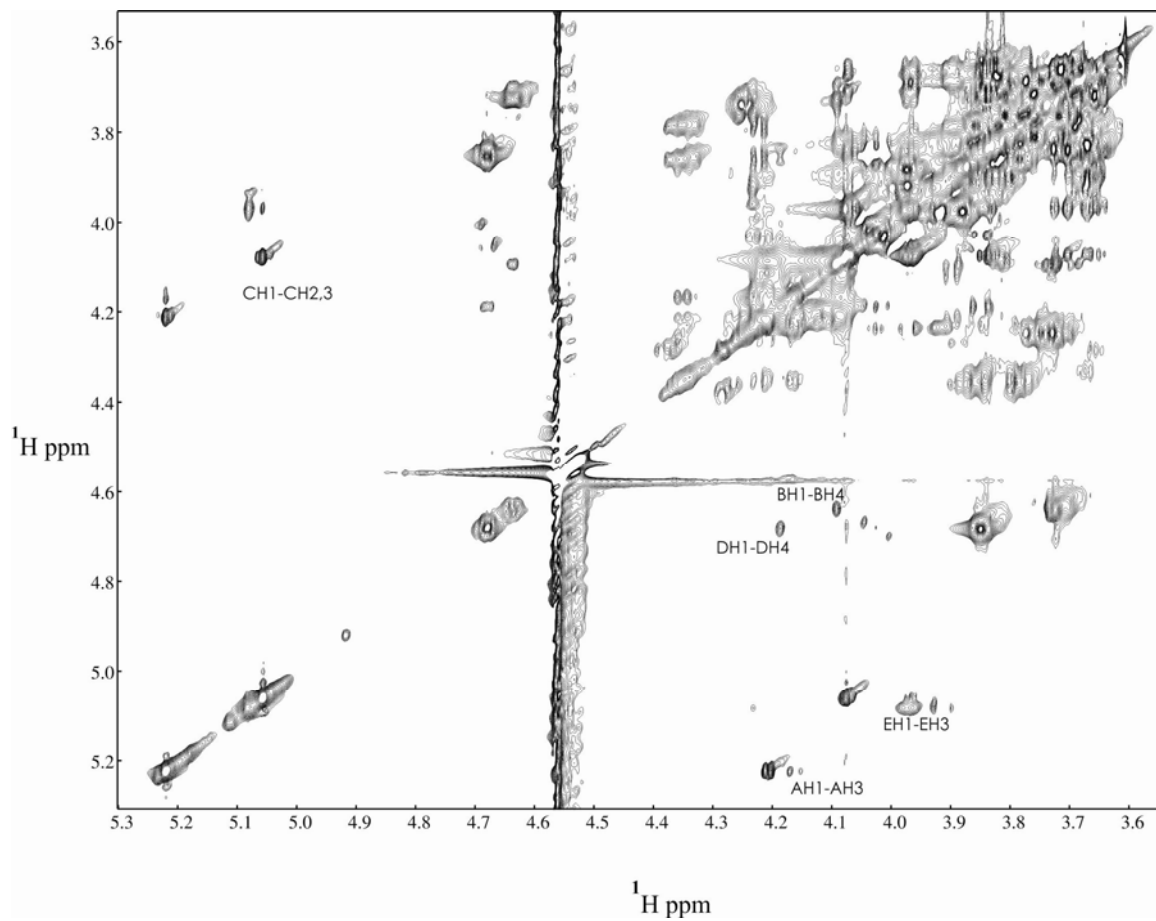 3.6
3.8
4.0
CH1-CH2,3
4.2
4.4
¹H ppm
4.6
BH1-BH4
DH1-DH4
4.8
5.0
EH1-EH3
5.2
AH1-AH3
5.3 5.2 5.1 5.0 4.9 4.8 4.7 4.6 4.5 4.4 4.3 4.2 4.1 4.0 3.9 3.8 3.7 3.6
¹H ppm